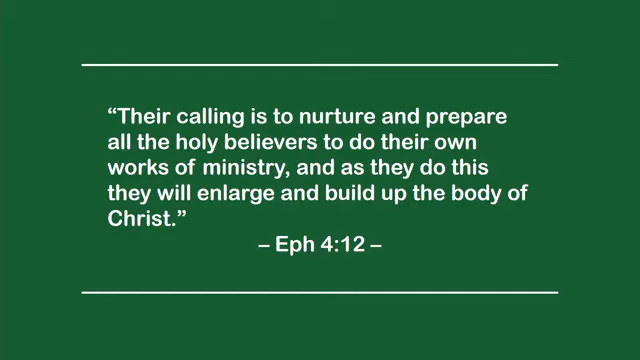 “Their calling is to nurture and prepare
all the holy believers to do their own
works of ministry, and as they do this
they will enlarge and build up the body of
Christ.”
– Eph 4:12 –